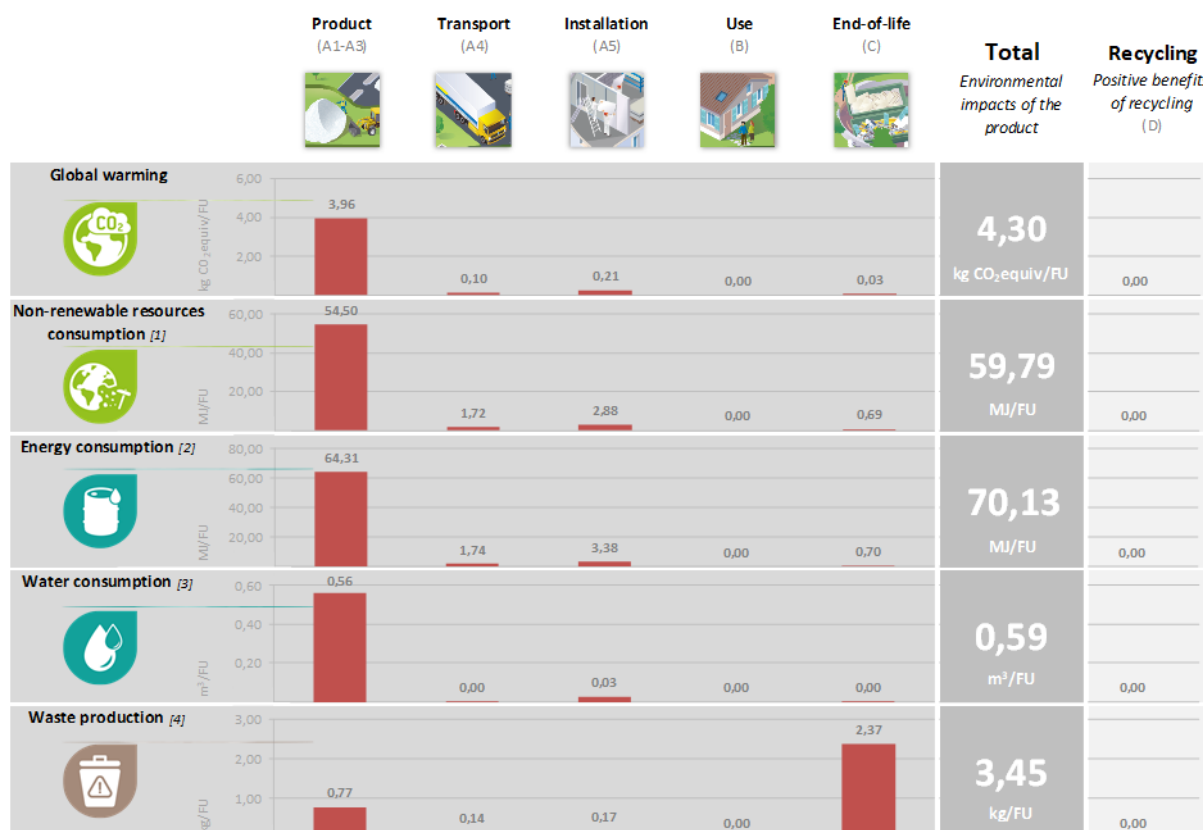 Product
(A1-A3)
Transport
(A4)
Installation
(A5)
Use
(B)
End-of-life
(C)
Total
Environmental
impacts of the
product
Recycling
Positive benefit
of recycling
(D)
Global warming
CO₂
kg CO₂equiv/FU
6,00
4,00
2,00
3,96
0,10
0,21
0,00
0,03
4,30
kg CO₂equiv/FU
0,00
Non-renewable resources
consumption [1]
MJ/FU
60,00
40,00
20,00
54,50
1,72
2,88
0,00
0,69
59,79
MJ/FU
0,00
Energy consumption [2]
MJ/FU
80,00
60,00
40,00
20,00
64,31
1,74
3,38
0,00
0,70
70,13
MJ/FU
0,00
Water consumption [3]
m³/FU
0,60
0,40
0,20
0,56
0,00
0,03
0,00
0,00
0,59
m³/FU
0,00
Waste production [4]
3,00
2,00
1,00
0,77
0,14
0,17
0,00
2,37
3,45
kg/FU
0,00